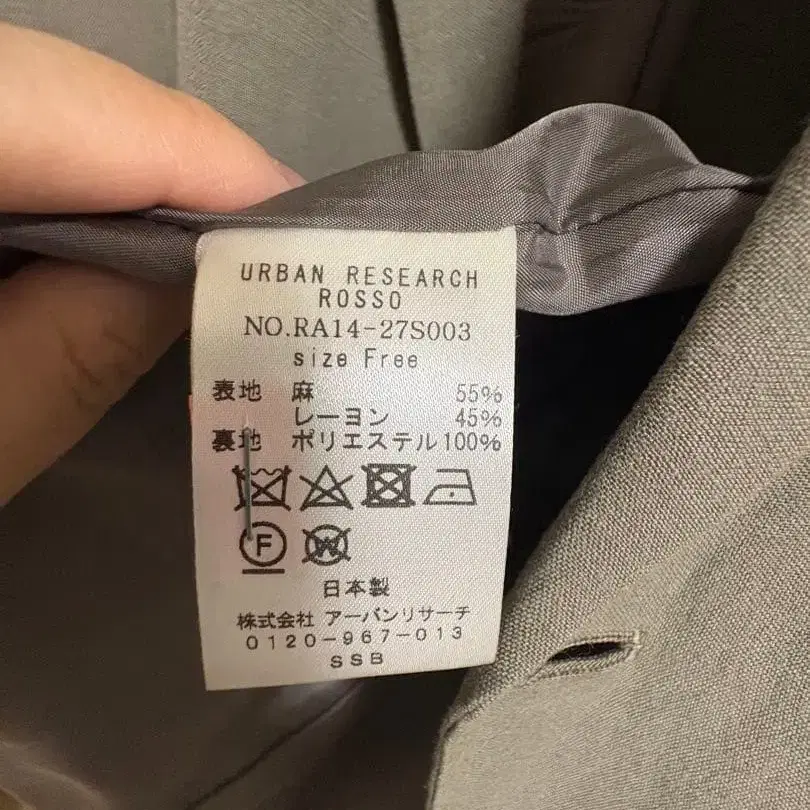 URBAN RESEARCH
ROSSO
NO.RA14-27S003
size Free
表地 麻 55%
レーヨン 45%
裏地 ポリエステル100%
F W
日本製
株式会社 アーバンリサーチ
0120-967-013
SSB